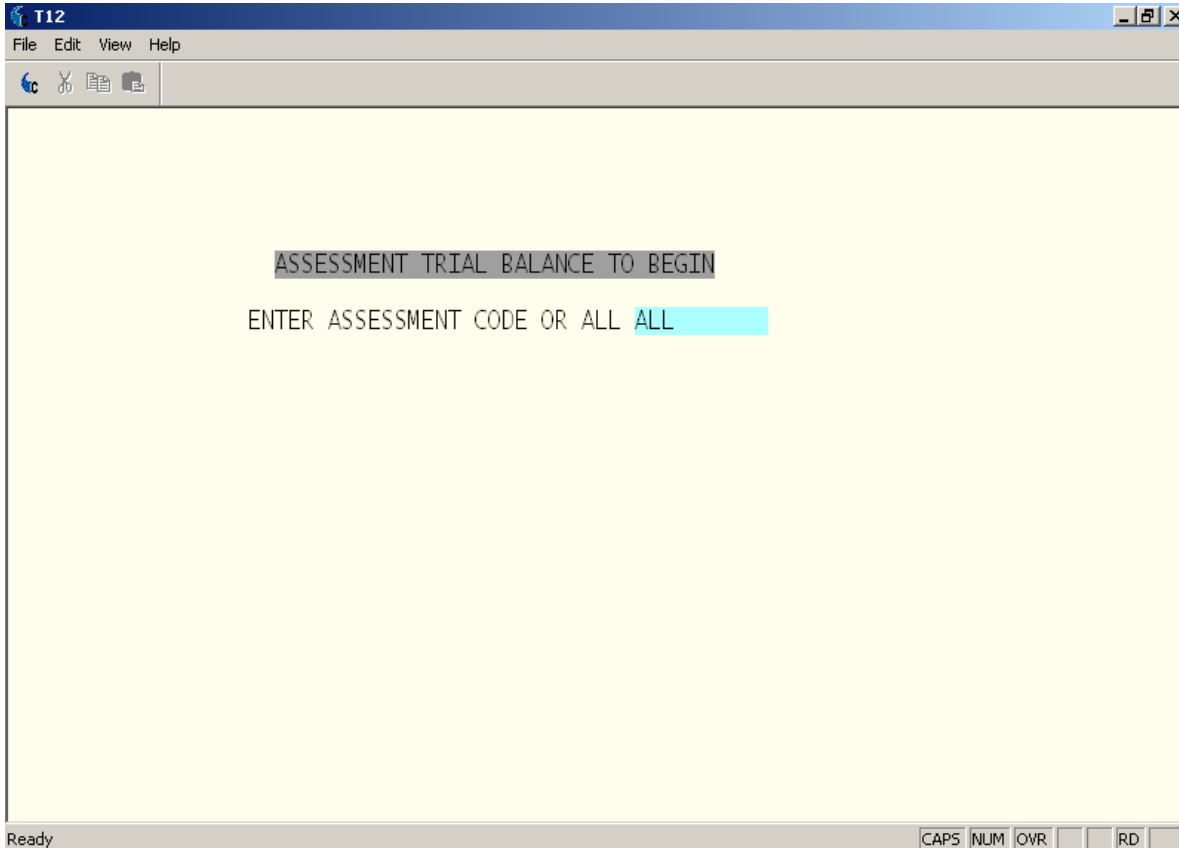 T12
File Edit View Help
ASSESSMENT TRIAL BALANCE TO BEGIN
ENTER ASSESSMENT CODE OR ALL ALL
Ready CAPS NUM OVR RD